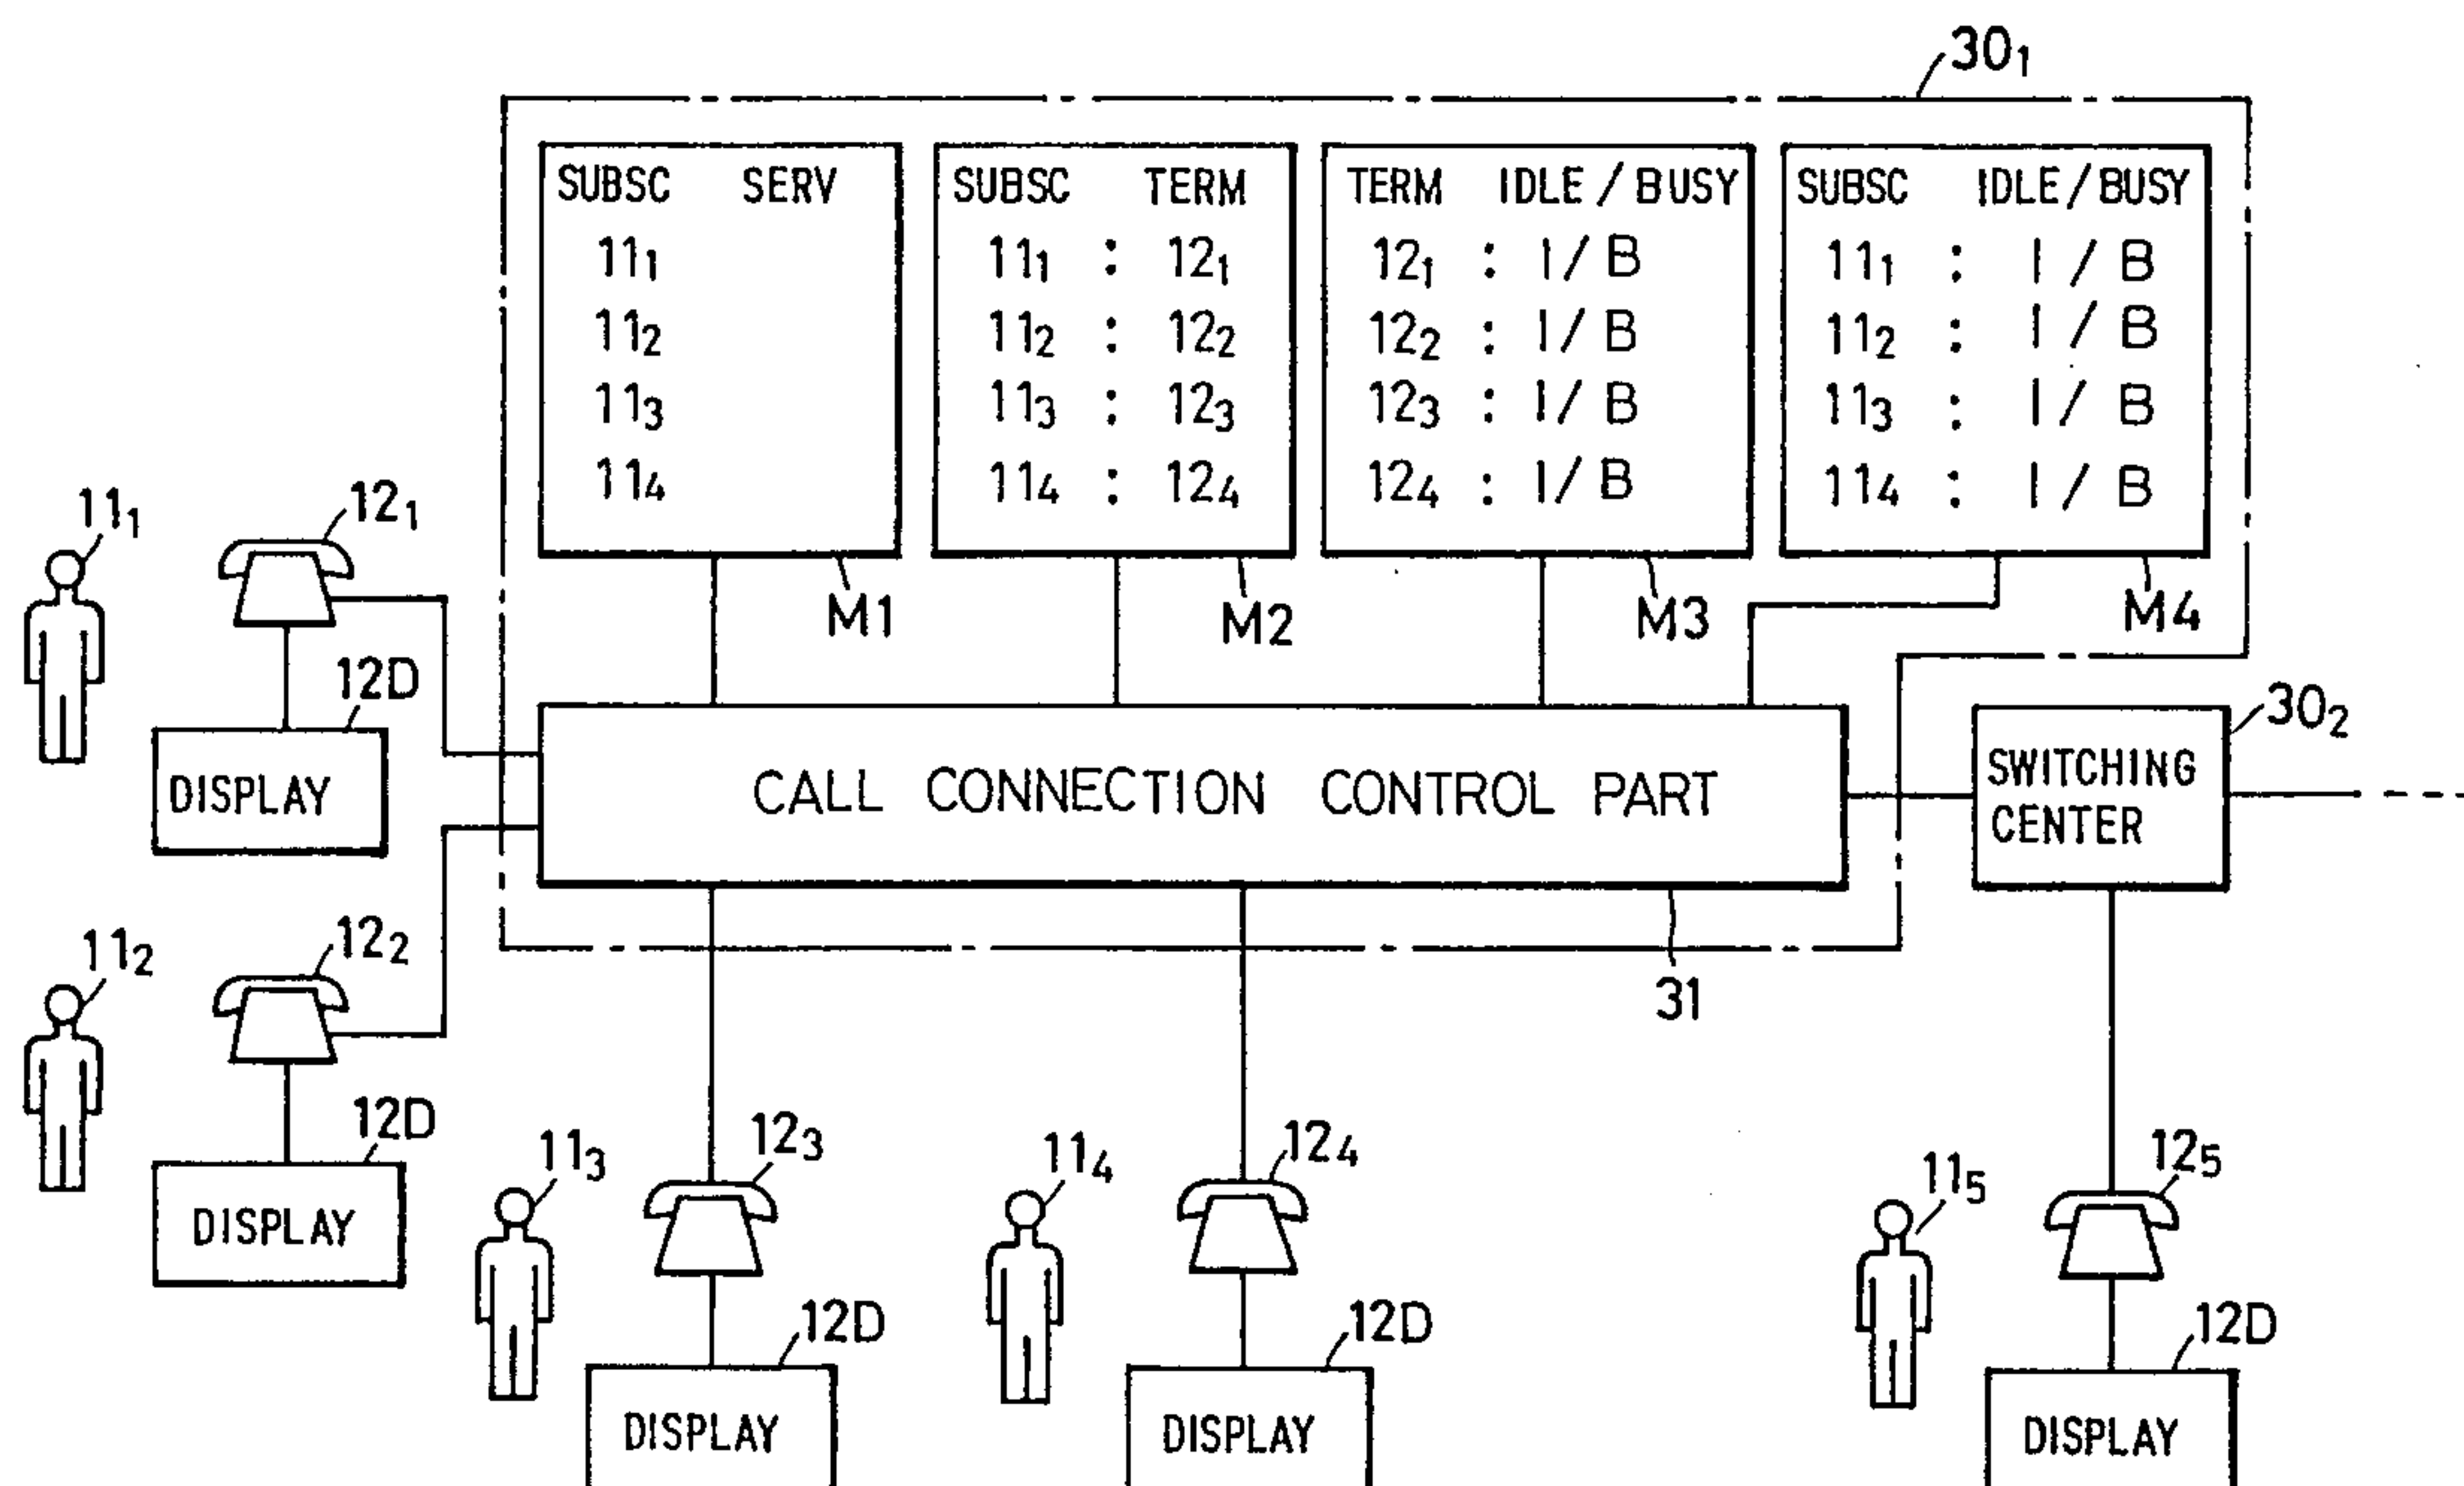 30₁
SUBSC SERV
11₁
11₂
11₃
11₄
M1
SUBSC TERM
11₁ : 12₁
11₂ : 12₂
11₃ : 12₃
11₄ : 12₄
M2
TERM IDLE / BUSY
12₁ : I / B
12₂ : I / B
12₃ : I / B
12₄ : I / B
M3
SUBSC IDLE / BUSY
11₁ : I / B
11₂ : I / B
11₃ : I / B
11₄ : I / B
M4
11₁
12₁
12D
DISPLAY
CALL CONNECTION CONTROL PART
31
30₂
SWITCHING
CENTER
11₂
12₂
12D
DISPLAY
11₃
12₃
12D
DISPLAY
11₄
12₄
12D
DISPLAY
11₅
12₅
12D
DISPLAY